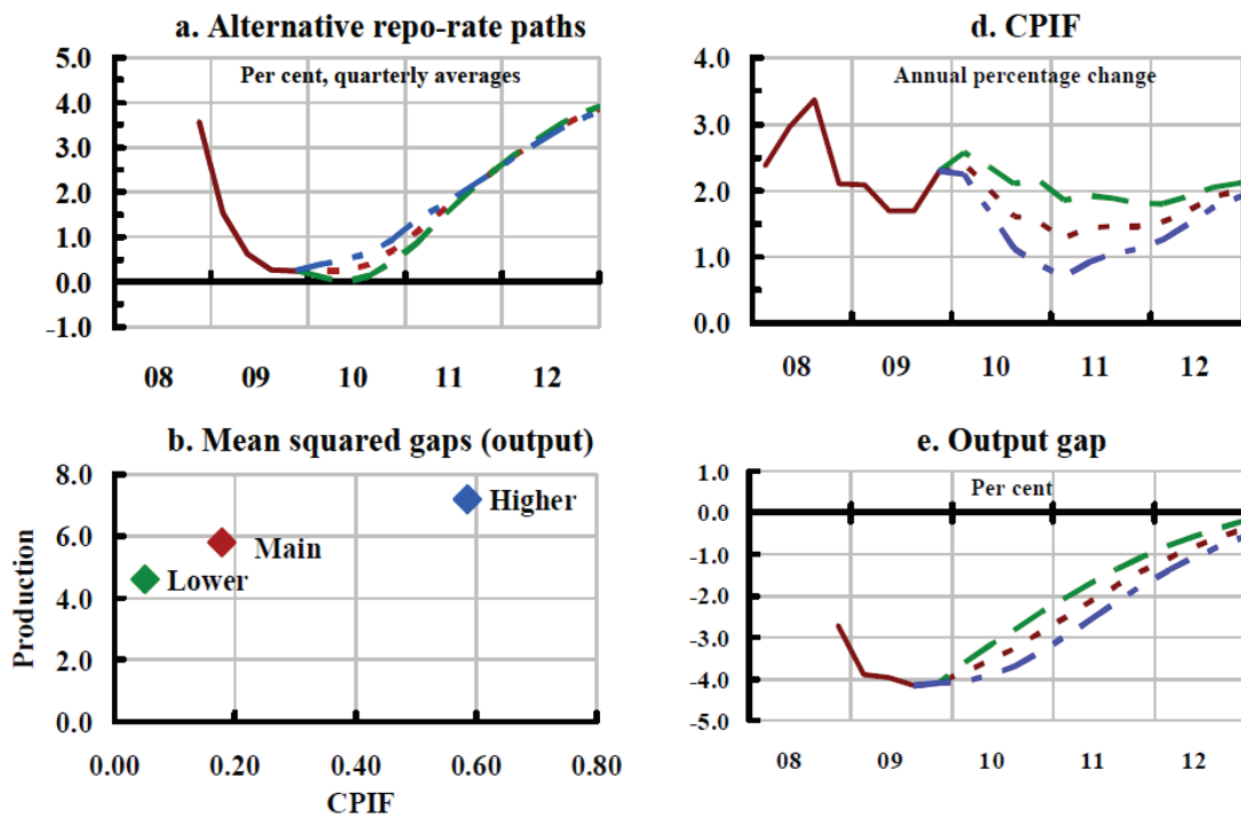 a. Alternative repo-rate paths
Per cent, quarterly averages
5.0
4.0
3.0
2.0
1.0
0.0
-1.0
08 09 10 11 12
d. CPIF
Annual percentage change
4.0
3.0
2.0
1.0
0.0
08 09 10 11 12
b. Mean squared gaps (output)
Production
8.0
6.0
4.0
2.0
0.0
Higher
Main
Lower
0.00 0.20 0.40 0.60 0.80
CPIF
e. Output gap
Per cent
1.0
0.0
-1.0
-2.0
-3.0
-4.0
-5.0
08 09 10 11 12